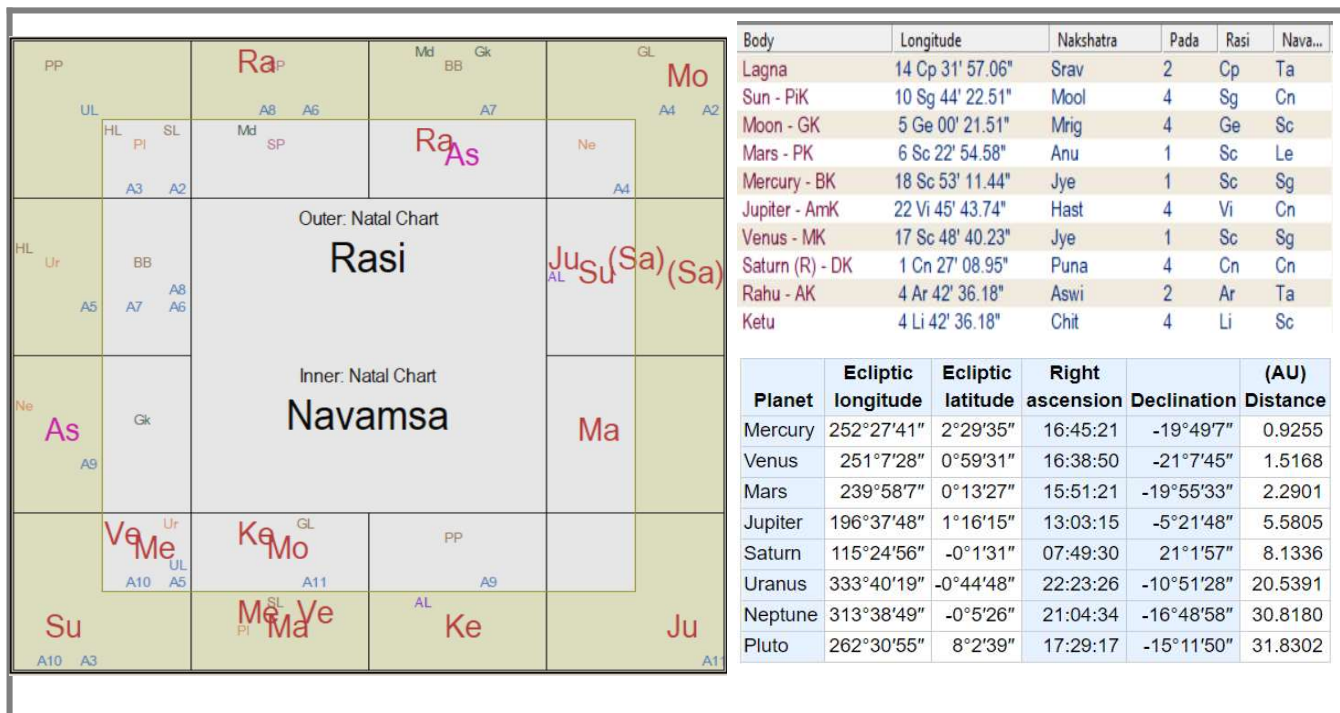 PP
UL
Ra
A8 A6
Md Gk
BB
A7
GL
Mo
A4 A2
HL SL
Pl
A3 A2
Md
SP
Ra
As
Ne
A4
HL
Ur
A5
BB
A8
A7 A6
Outer: Natal Chart
Rasi
Ju Su (Sa)
AL
(Sa)
Ne
As
A9
Gk
Inner: Natal Chart
Navamsa
Ma
Ve Me Ur
UL
A10 A5
Ke Mo GL
A11
PP
A9
Su
A10 A3
SL
Me Ma Ve
Pl
AL
Ke
Ju
A11
Body Longitude Nakshatra Pada Rasi Nava...
Lagna 14 Cp 31' 57.06" Srav 2 Cp Ta
Sun - PiK 10 Sg 44' 22.51" Mool 4 Sg Cn
Moon - GK 5 Ge 00' 21.51" Mrig 4 Ge Sc
Mars - PK 6 Sc 22' 54.58" Anu 1 Sc Le
Mercury - BK 18 Sc 53' 11.44" Jye 1 Sc Sg
Jupiter - AmK 22 Vi 45' 43.74" Hast 4 Vi Cn
Venus - MK 17 Sc 48' 40.23" Jye 1 Sc Sg
Saturn (R) - DK 1 Cn 27' 08.95" Puna 4 Cn Cn
Rahu - AK 4 Ar 42' 36.18" Aswi 2 Ar Ta
Ketu 4 Li 42' 36.18" Chit 4 Li Sc
Ecliptic Ecliptic Right (AU)
Planet longitude latitude ascension Declination Distance
Mercury 252°27′41″ 2°29′35″ 16:45:21 -19°49′7″ 0.9255
Venus 251°7′28″ 0°59′31″ 16:38:50 -21°7′45″ 1.5168
Mars 239°58′7″ 0°13′27″ 15:51:21 -19°55′33″ 2.2901
Jupiter 196°37′48″ 1°16′15″ 13:03:15 -5°21′48″ 5.5805
Saturn 115°24′56″ -0°1′31″ 07:49:30 21°1′57″ 8.1336
Uranus 333°40′19″ -0°44′48″ 22:23:26 -10°51′28″ 20.5391
Neptune 313°38′49″ -0°5′26″ 21:04:34 -16°48′58″ 30.8180
Pluto 262°30′55″ 8°2′39″ 17:29:17 -15°11′50″ 31.8302